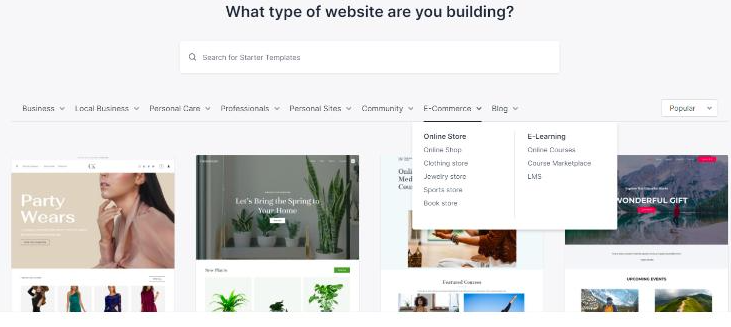 What type of website are you building?
Search for Starter Templates
Business Local Business Personal Care Professionals Personal Sites Community E-Commerce Blog Popular
Online Store
Online Shop
Clothing store
Jewelry store
Sports store
Book store
E-Learning
Online Courses
Course Marketplace
LMS
Party
Wears
Let's Bring the Spring to
Your Home
New Plants
Featured Courses
WONDERFUL GIFT
UPCOMING EVENTS